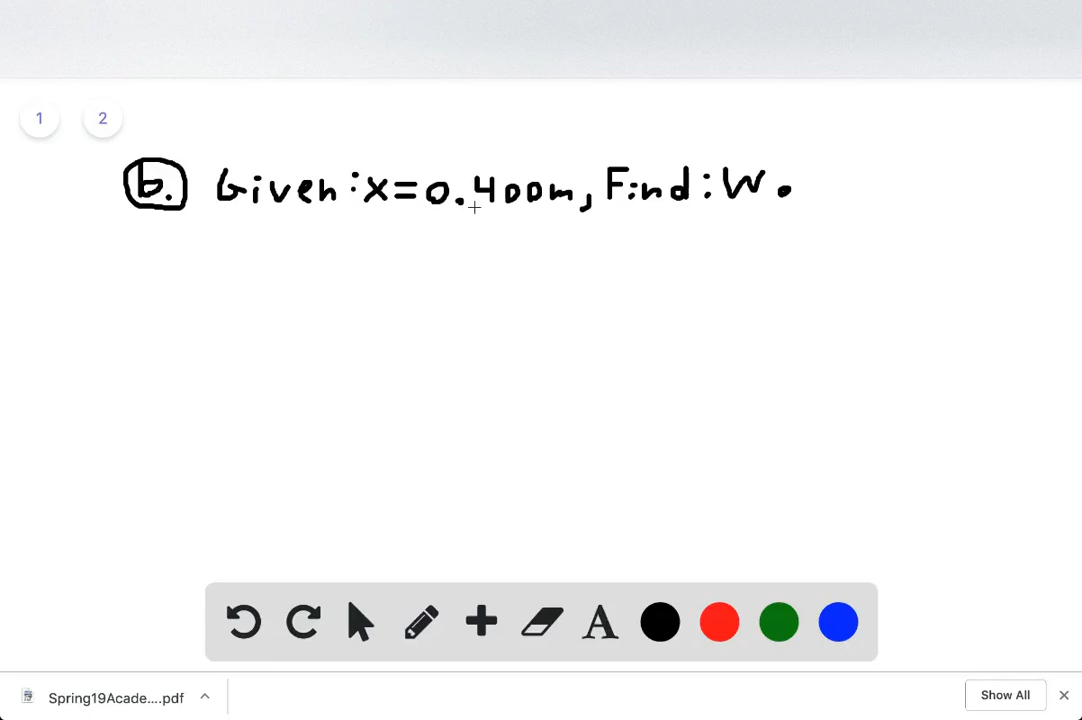 1 2
b. Given: x = 0.400m, Find: W.
A
Spring19Acade....pdf Show All